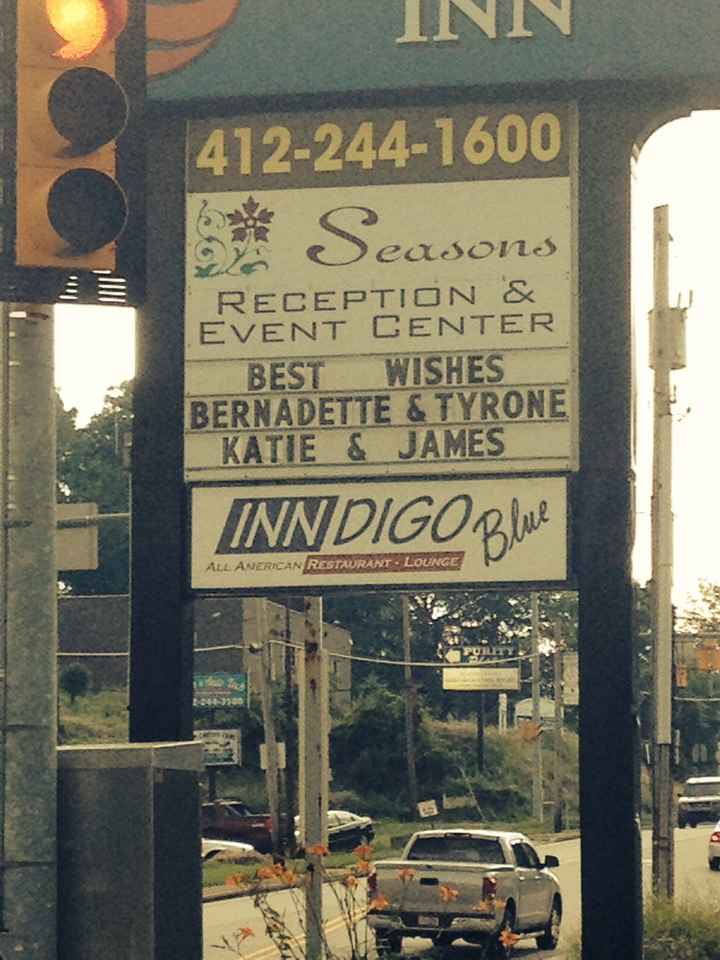 INN
412-244-1600
Seasons
RECEPTION &
EVENT CENTER
BEST WISHES
BERNADETTE & TYRONE
KATIE & JAMES
INNDIGO Blue
ALL AMERICAN RESTAURANT · LOUNGE
PURITY